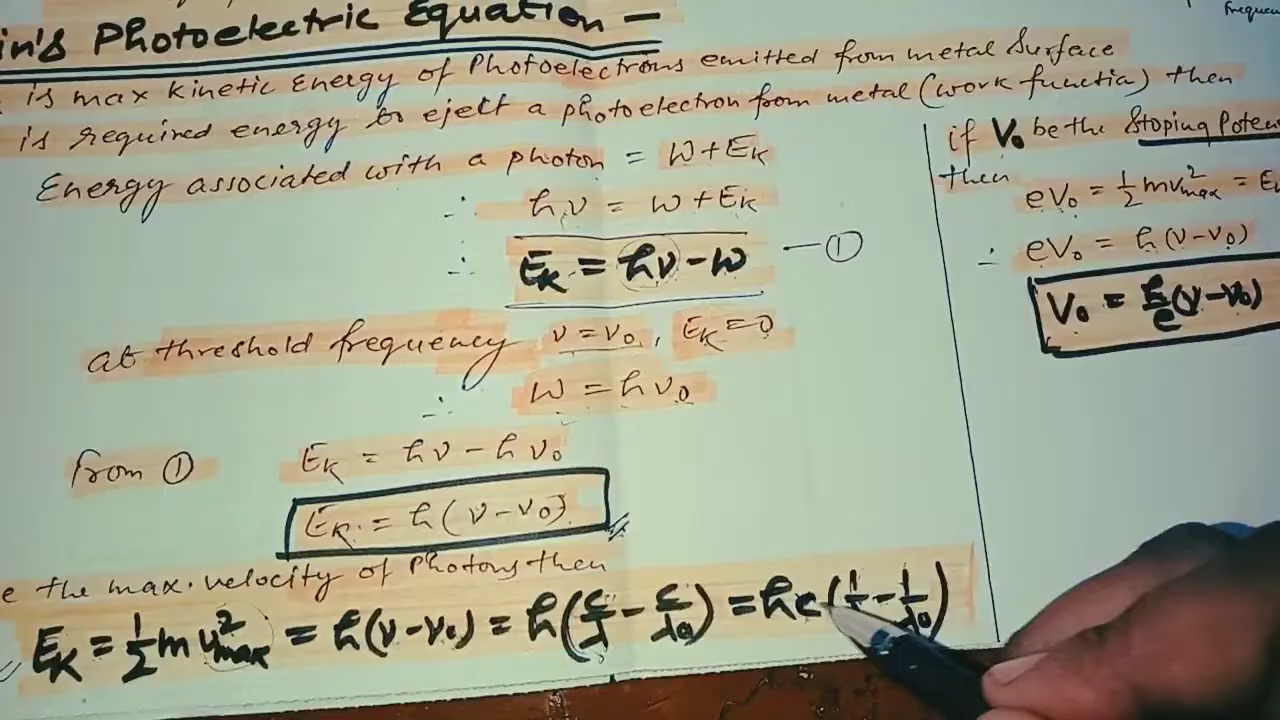 in's Photoelectric Equation —
is max kinetic Energy of Photoelectrons emitted from metal Surface
is required energy to eject a photoelectron from metal (work function) then
Energy associated with a photon = W + EK
∴ hν = W + EK
∴ EK = hν - W — ①
at threshold frequency ν = ν₀, EK = 0
∴ W = hν₀
from ① EK = hν - hν₀
EK = h(ν - ν₀)
e the max. velocity of Photons then
EK = 1/2 m v²max = h(ν - ν₀) = h(c/λ - c/λ₀) = hc(1/ - 1/λ₀)
if V₀ be the Stoping Poten
then
eV₀ = 1/2 mv²max = EK
∴ eV₀ = h(ν - ν₀)
V₀ = h/e (ν - ν₀)